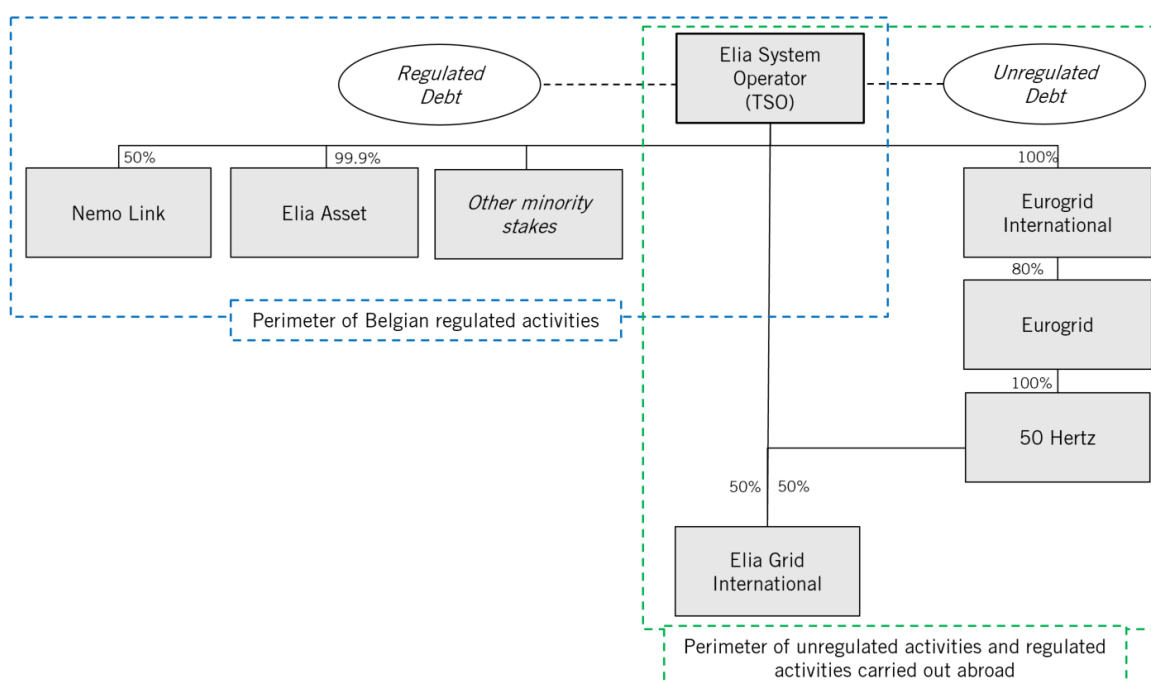 Elia System
Operator
(TSO)
Regulated
Debt
Unregulated
Debt
50%
99.9%
100%
Nemo Link
Elia Asset
Other minority
stakes
Eurogrid
International
80%
Perimeter of Belgian regulated activities
Eurogrid
100%
50 Hertz
50%
50%
Elia Grid
International
Perimeter of unregulated activities and regulated
activities carried out abroad